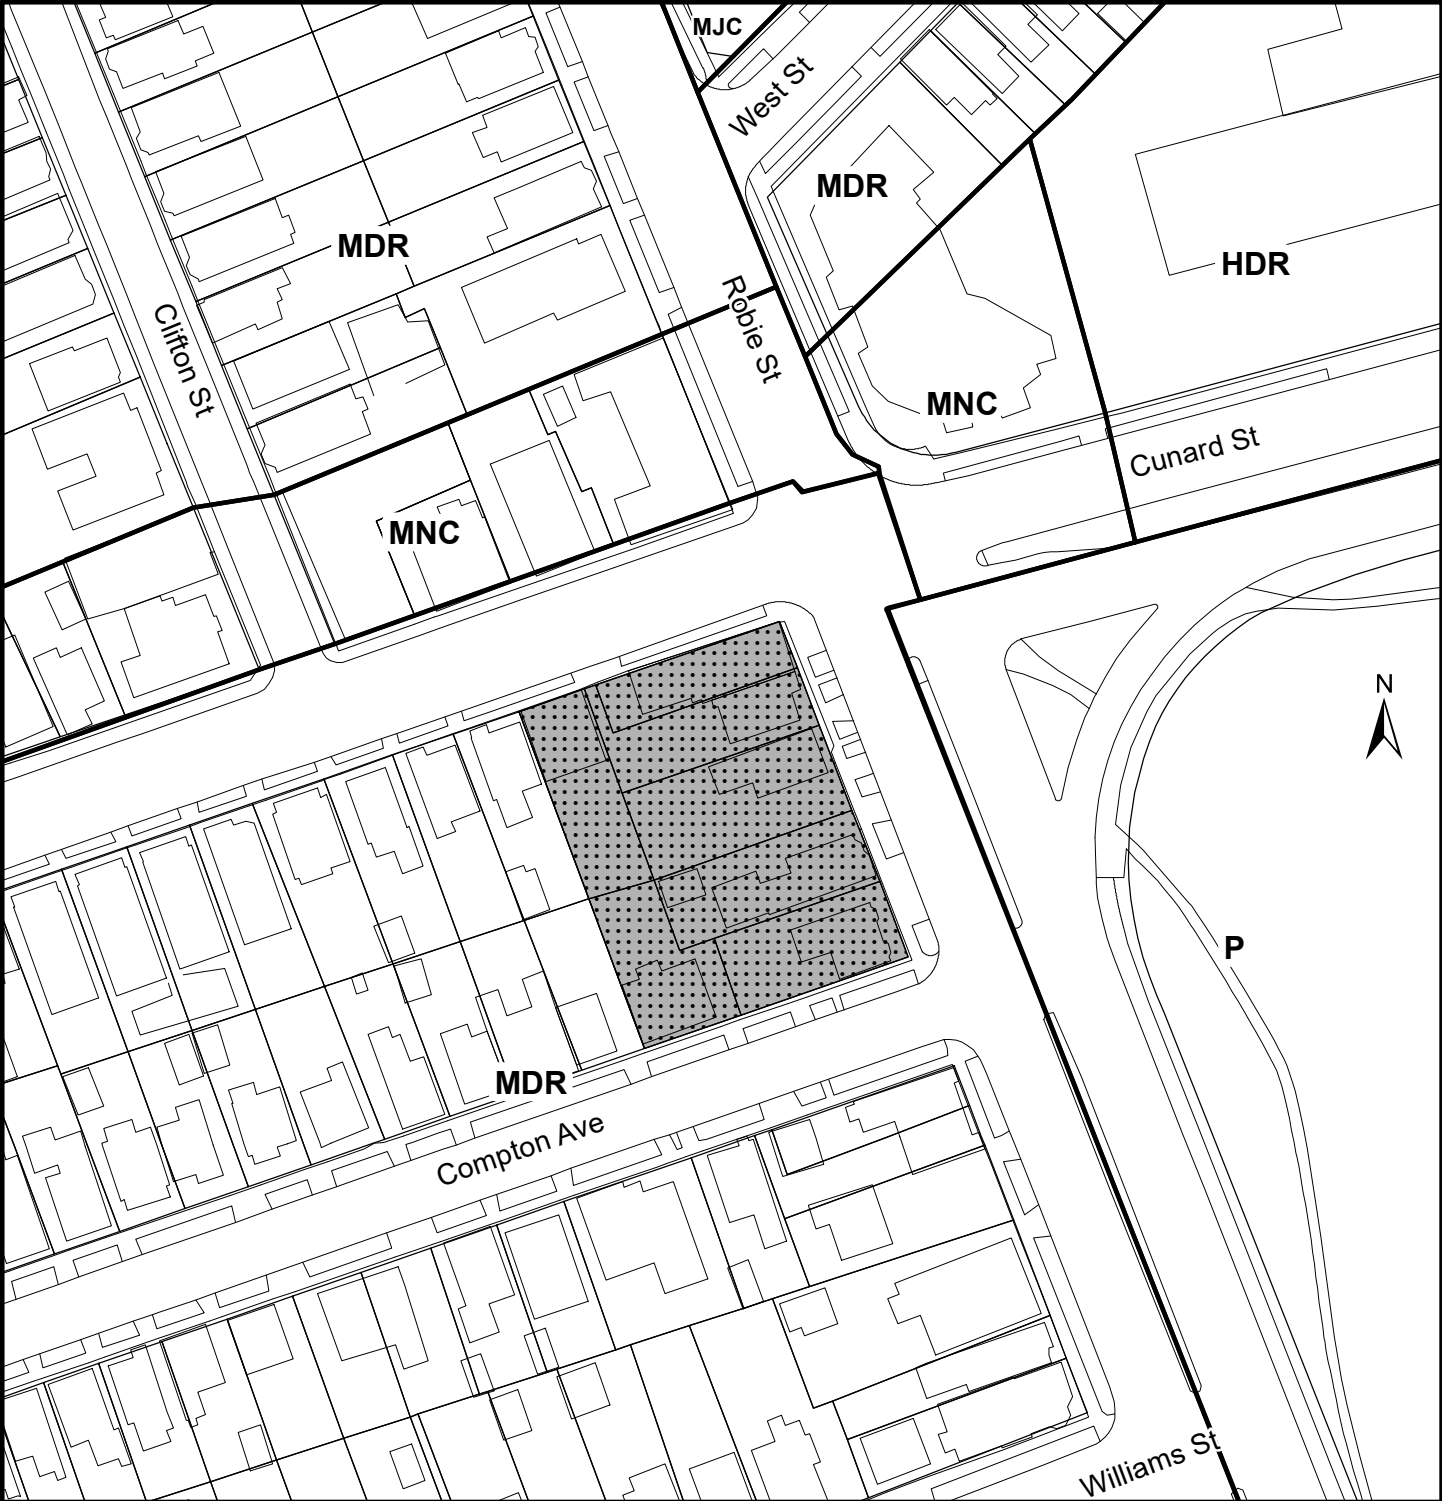 MJC
West St
MDR
MDR
HDR
Robie St
Clifton St
MNC
Cunard St
MNC
N
P
MDR
Compton Ave
Williams St